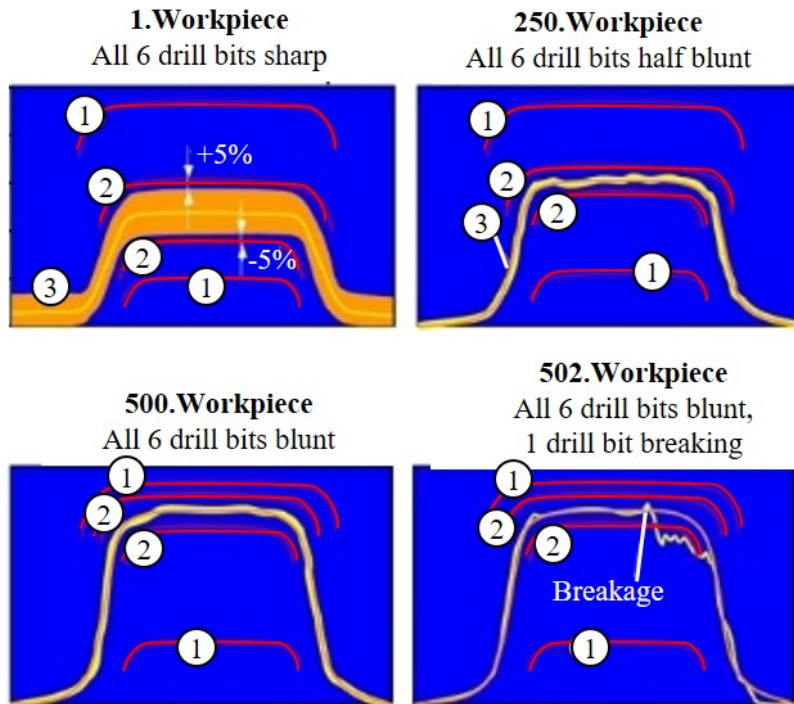 1.Workpiece
All 6 drill bits sharp
1
+5%
2
2
-5%
3
1
250.Workpiece
All 6 drill bits half blunt
1
2
2
3
1
500.Workpiece
All 6 drill bits blunt
1
2
2
1
502.Workpiece
All 6 drill bits blunt,
1 drill bit breaking
1
2
2
Breakage
1